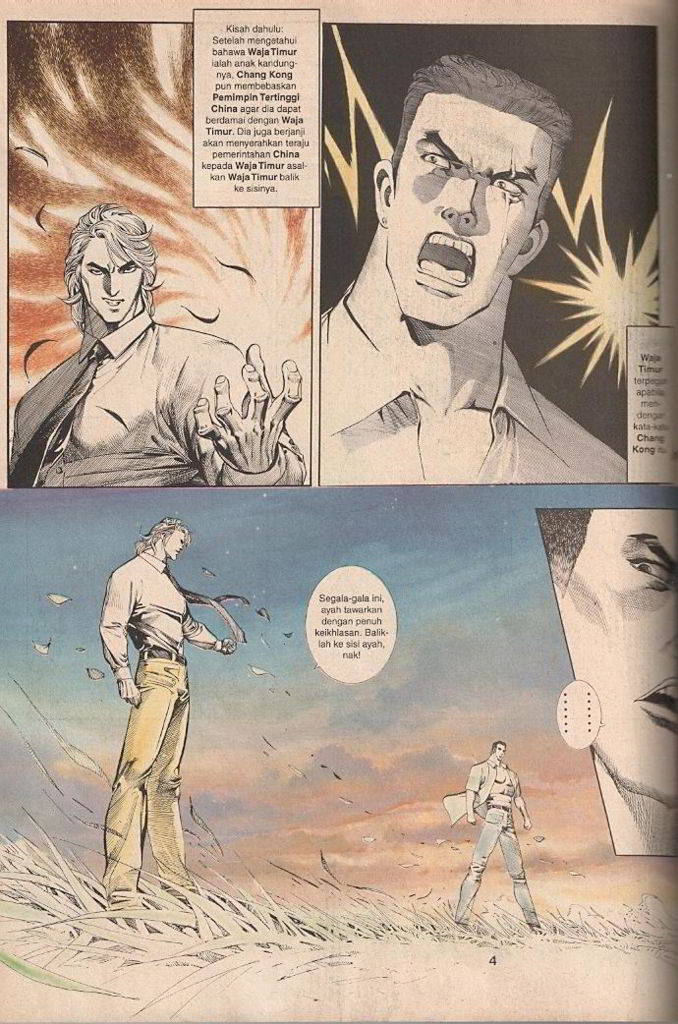 Kisah dahulu:
Setelah mengetahui
bahawa Waja Timur
ialah anak kandung-
nya, Chang Kong
pun membebaskan
Pemimpin Tertinggi
China agar dia dapat
berdamai dengan Waja
Timur. Dia juga berjanji
akan menyerahkan teraju
pemerintahan China
kepada Waja Timur asal-
kan Waja Timur balik
ke sisinya.
Waja
Timur
apabila
men-
dengar
Chang
Kong
Segala-gala ini,
ayah tawarkan
dengan penuh
keikhlasan. Balik-
lah ke sisi ayah,
nak!
4